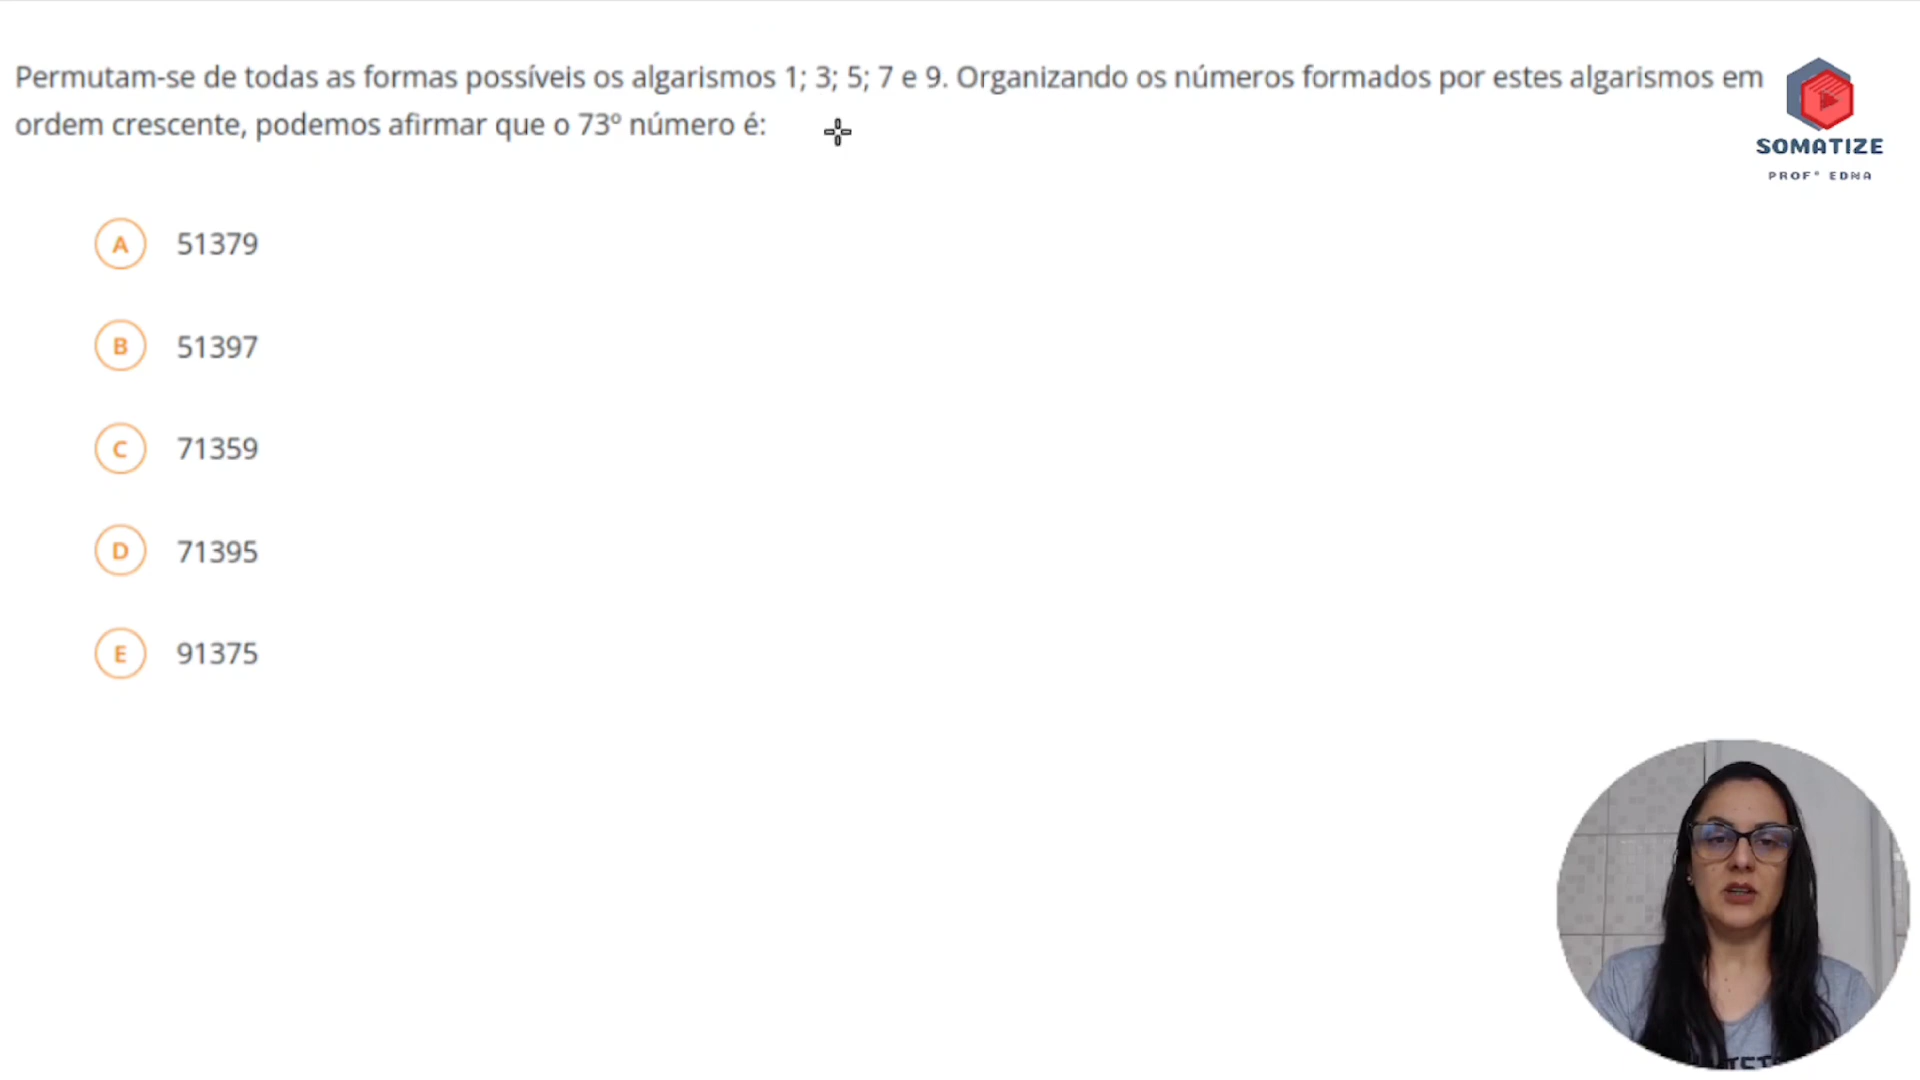 Permutam-se de todas as formas possíveis os algarismos 1; 3; 5; 7 e 9. Organizando os números formados por estes algarismos em
ordem crescente, podemos afirmar que o 73º número é:
SOMATIZE
PROFª EDNA
A 51379
B 51397
C 71359
D 71395
E 91375